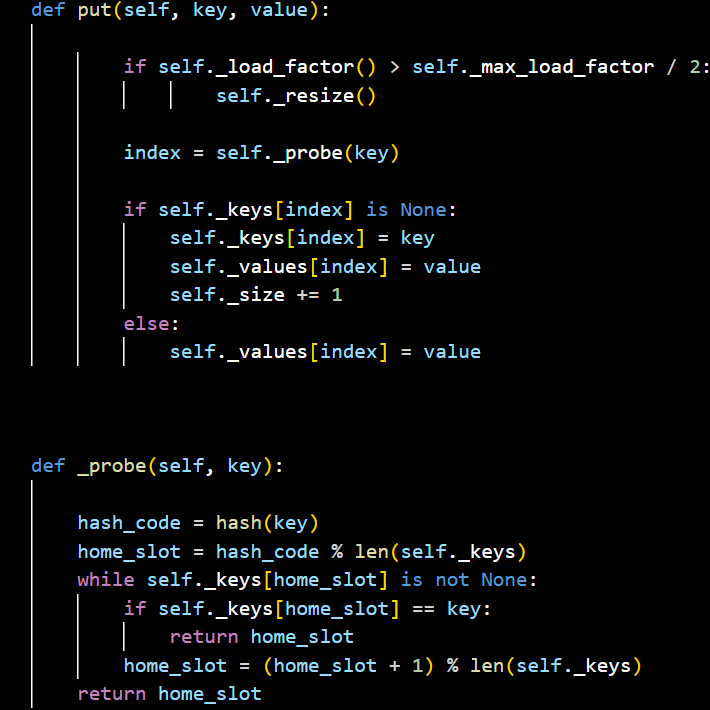 def put(self, key, value):
if self._load_factor() > self._max_load_factor / 2:
self._resize()
index = self._probe(key)
if self._keys[index] is None:
self._keys[index] = key
self._values[index] = value
self._size += 1
else:
self._values[index] = value
def _probe(self, key):
hash_code = hash(key)
home_slot = hash_code % len(self._keys)
while self._keys[home_slot] is not None:
if self._keys[home_slot] == key:
return home_slot
home_slot = (home_slot + 1) % len(self._keys)
return home_slot